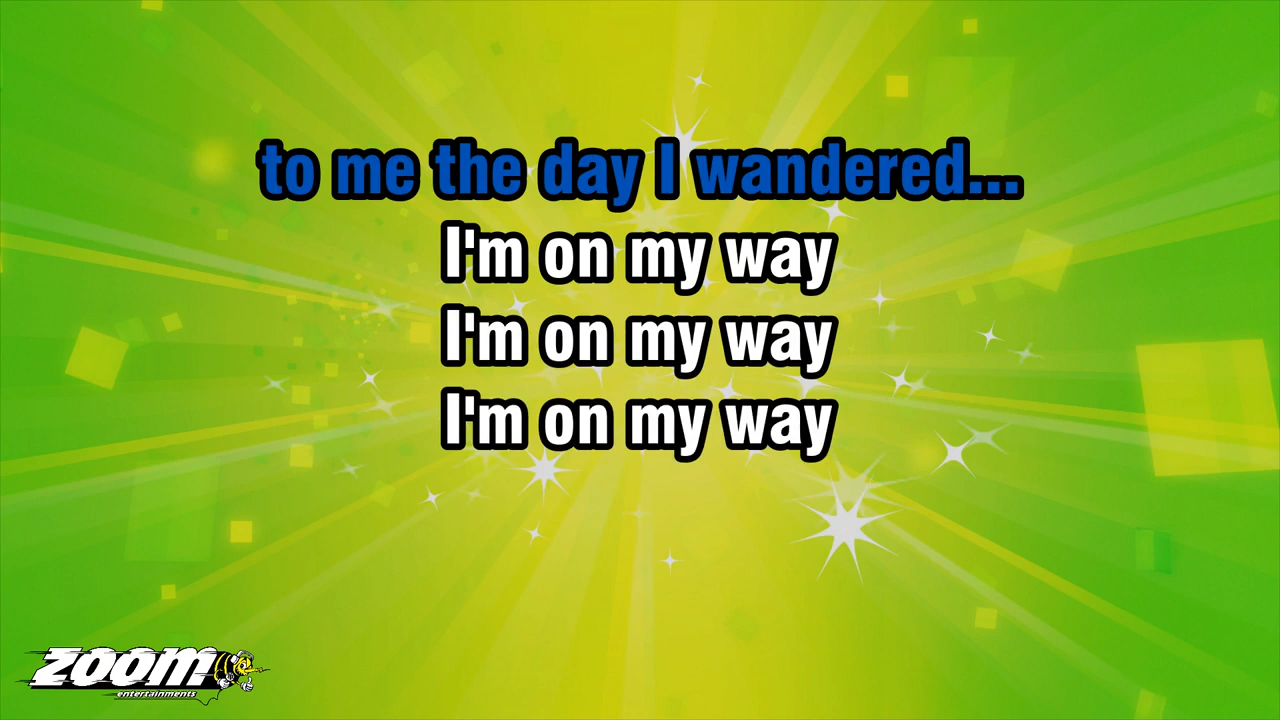 to me the day I wandered...
I'm on my way
I'm on my way
I'm on my way
zoom
entertainments